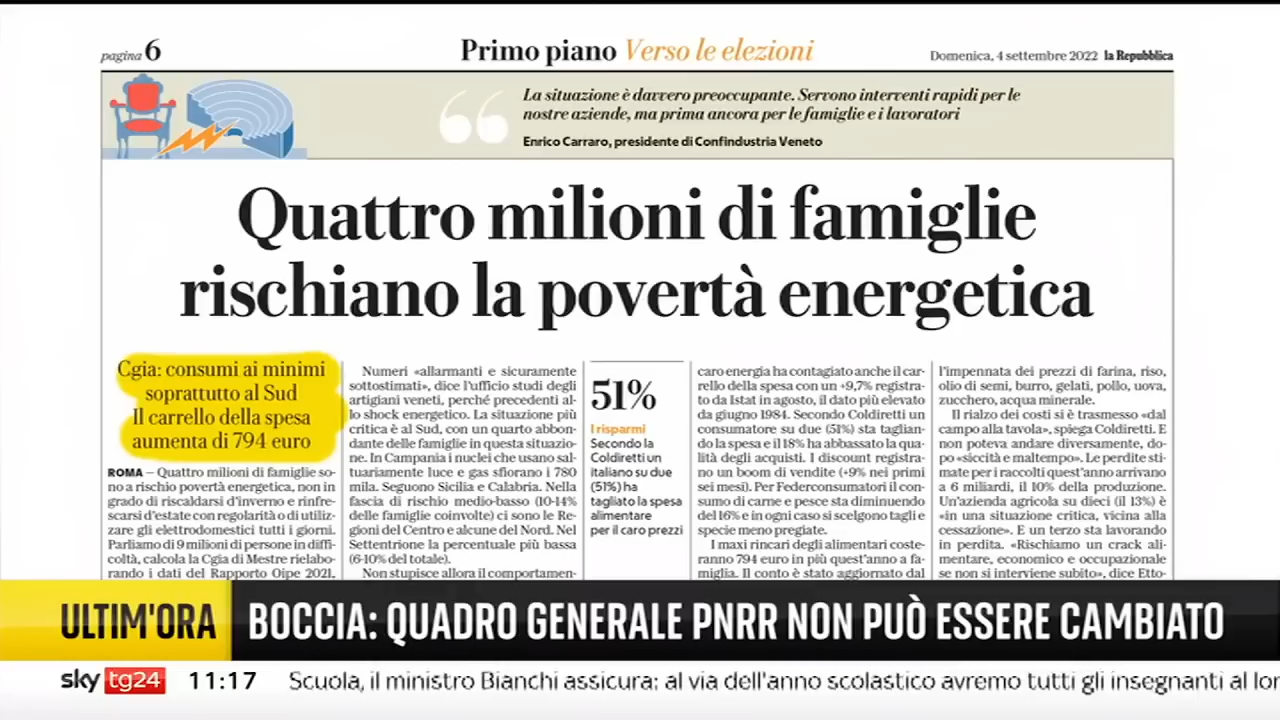 pagina 6
Primo piano Verso le elezioni
Domenica, 4 settembre 2022 la Repubblica
La situazione è davvero preoccupante. Servono interventi rapidi per le
nostre aziende, ma prima ancora per le famiglie e i lavoratori
Enrico Carraro, presidente di Confindustria Veneto
Quattro milioni di famiglie
rischiano la povertà energetica
Cgia: consumi ai minimi
soprattutto al Sud
Il carrello della spesa
aumenta di 794 euro
ROMA – Quattro milioni di famiglie so-
no a rischio povertà energetica, non in
grado di riscaldarsi d'inverno e rinfre-
scarsi d'estate con regolarità o di utiliz-
zare gli elettrodomestici tutti i giorni.
Parliamo di 9 milioni di persone in diffi-
coltà, calcola la Cgia di Mestre rielabo-
rando i dati del Rapporto Oipe 2021,
Numeri «allarmanti e sicuramente
sottostimati», dice l'ufficio studi degli
artigiani veneti, perché precedenti al-
lo shock energetico. La situazione più
critica è al Sud, con un quarto abbon-
dante delle famiglie in questa situazio-
ne. In Campania i nuclei che usano sal-
tuariamente luce e gas sfiorano i 780
mila. Seguono Sicilia e Calabria. Nella
fascia di rischio medio-basso (10-14%
delle famiglie coinvolte) ci sono le Re-
gioni del Centro e alcune del Nord. Nel
Settentrione la percentuale più bassa
(6-10% del totale).
Non stupisce allora il comportamen-
51%
I risparmi
Secondo la
Coldiretti un
italiano su due
(51%) ha
tagliato la spesa
alimentare
per il caro prezzi
caro energia ha contagiato anche il car-
rello della spesa con un +9,7% registra-
to da Istat in agosto, il dato più elevato
da giugno 1984. Secondo Coldiretti un
consumatore su due (51%) sta taglian-
do la spesa e il 18% ha abbassato la qua-
lità degli acquisti. I discount registra-
no un boom di vendite (+9% nei primi
sei mesi). Per Federconsumatori il con-
sumo di carne e pesce sta diminuendo
del 16% e in ogni caso si scelgono tagli e
specie meno pregiate.
I maxi rincari degli alimentari coste-
ranno 794 euro in più quest'anno a fa-
miglia. Il conto è stato aggiornato dal
l'impennata dei prezzi di farina, riso,
olio di semi, burro, gelati, pollo, uova,
zucchero, acqua minerale.
Il rialzo dei costi si è trasmesso «dal
campo alla tavola», spiega Coldiretti. E
non poteva andare diversamente, do-
po «siccità e maltempo». Le perdite sti-
mate per i raccolti quest'anno arrivano
a 6 miliardi, il 10% della produzione.
Un'azienda agricola su dieci (il 13%) è
«in una situazione critica, vicina alla
cessazione». E un terzo sta lavorando
in perdita. «Rischiamo un crack ali-
mentare, economico e occupazionale
se non si interviene subito», dice Etto-
ULTIM'ORA
BOCCIA: QUADRO GENERALE PNRR NON PUÒ ESSERE CAMBIATO
sky tg24 11:17 Scuola, il ministro Bianchi assicura: al via dell'anno scolastico avremo tutti gli insegnanti al lor